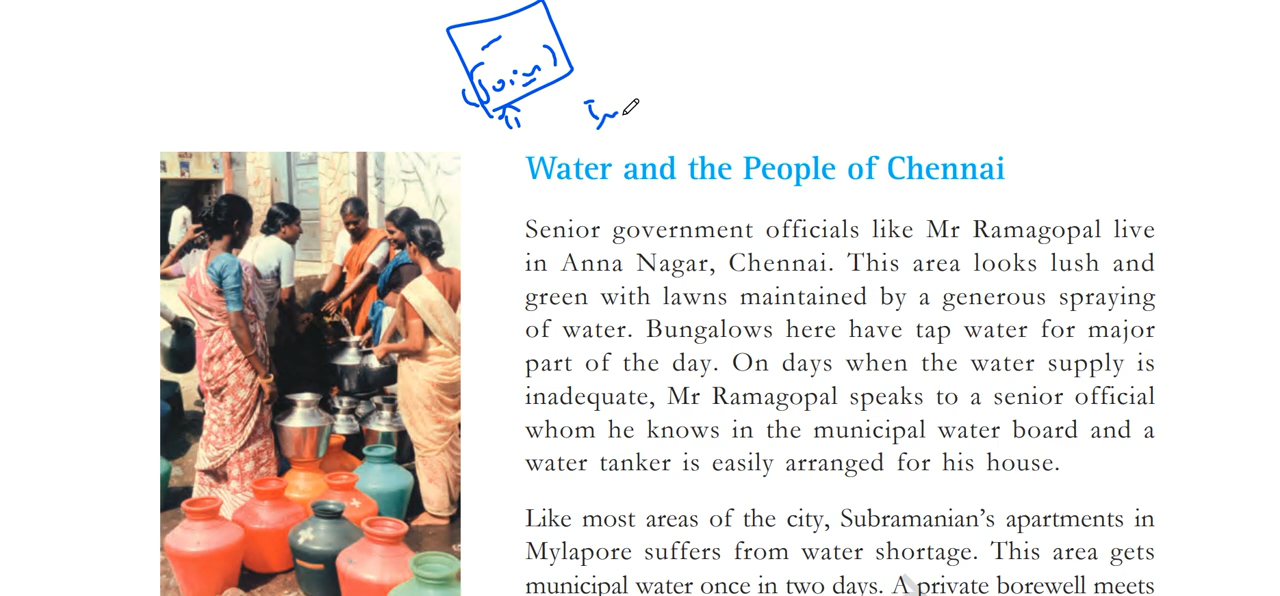 Water and the People of Chennai
Senior government officials like Mr Ramagopal live
in Anna Nagar, Chennai. This area looks lush and
green with lawns maintained by a generous spraying
of water. Bungalows here have tap water for major
part of the day. On days when the water supply is
inadequate, Mr Ramagopal speaks to a senior official
whom he knows in the municipal water board and a
water tanker is easily arranged for his house.
Like most areas of the city, Subramanian's apartments in
Mylapore suffers from water shortage. This area gets
municipal water once in two days. A private borewell meets